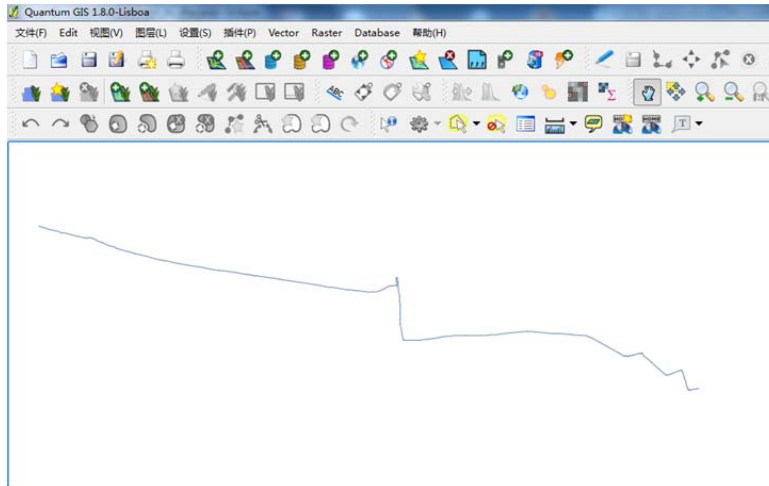 Quantum GIS 1.8.0-Lisboa
文件(F) Edit 视图(V) 图层(L) 设置(S) 插件(P) Vector Raster Database 帮助(H)
ABC
T